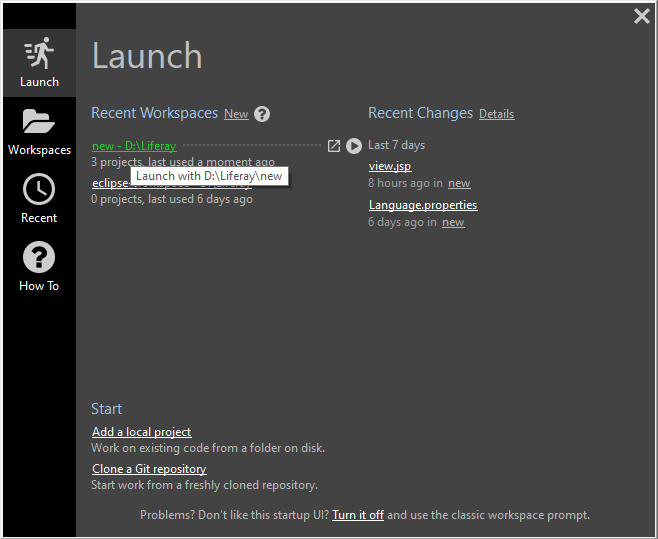 Launch
Workspaces
Recent
How To
Launch
Recent Workspaces New ?
new - D:\Liferay
3 projects, last used a moment ago
Launch with D:\Liferay\new
0 projects, last used 6 days ago
Recent Changes Details
Last 7 days
view.jsp
8 hours ago in new
Language.properties
6 days ago in new
Start
Add a local project
Work on existing code from a folder on disk.
Clone a Git repository
Start work from a freshly cloned repository.
Problems? Don't like this startup UI? Turn it off and use the classic workspace prompt.